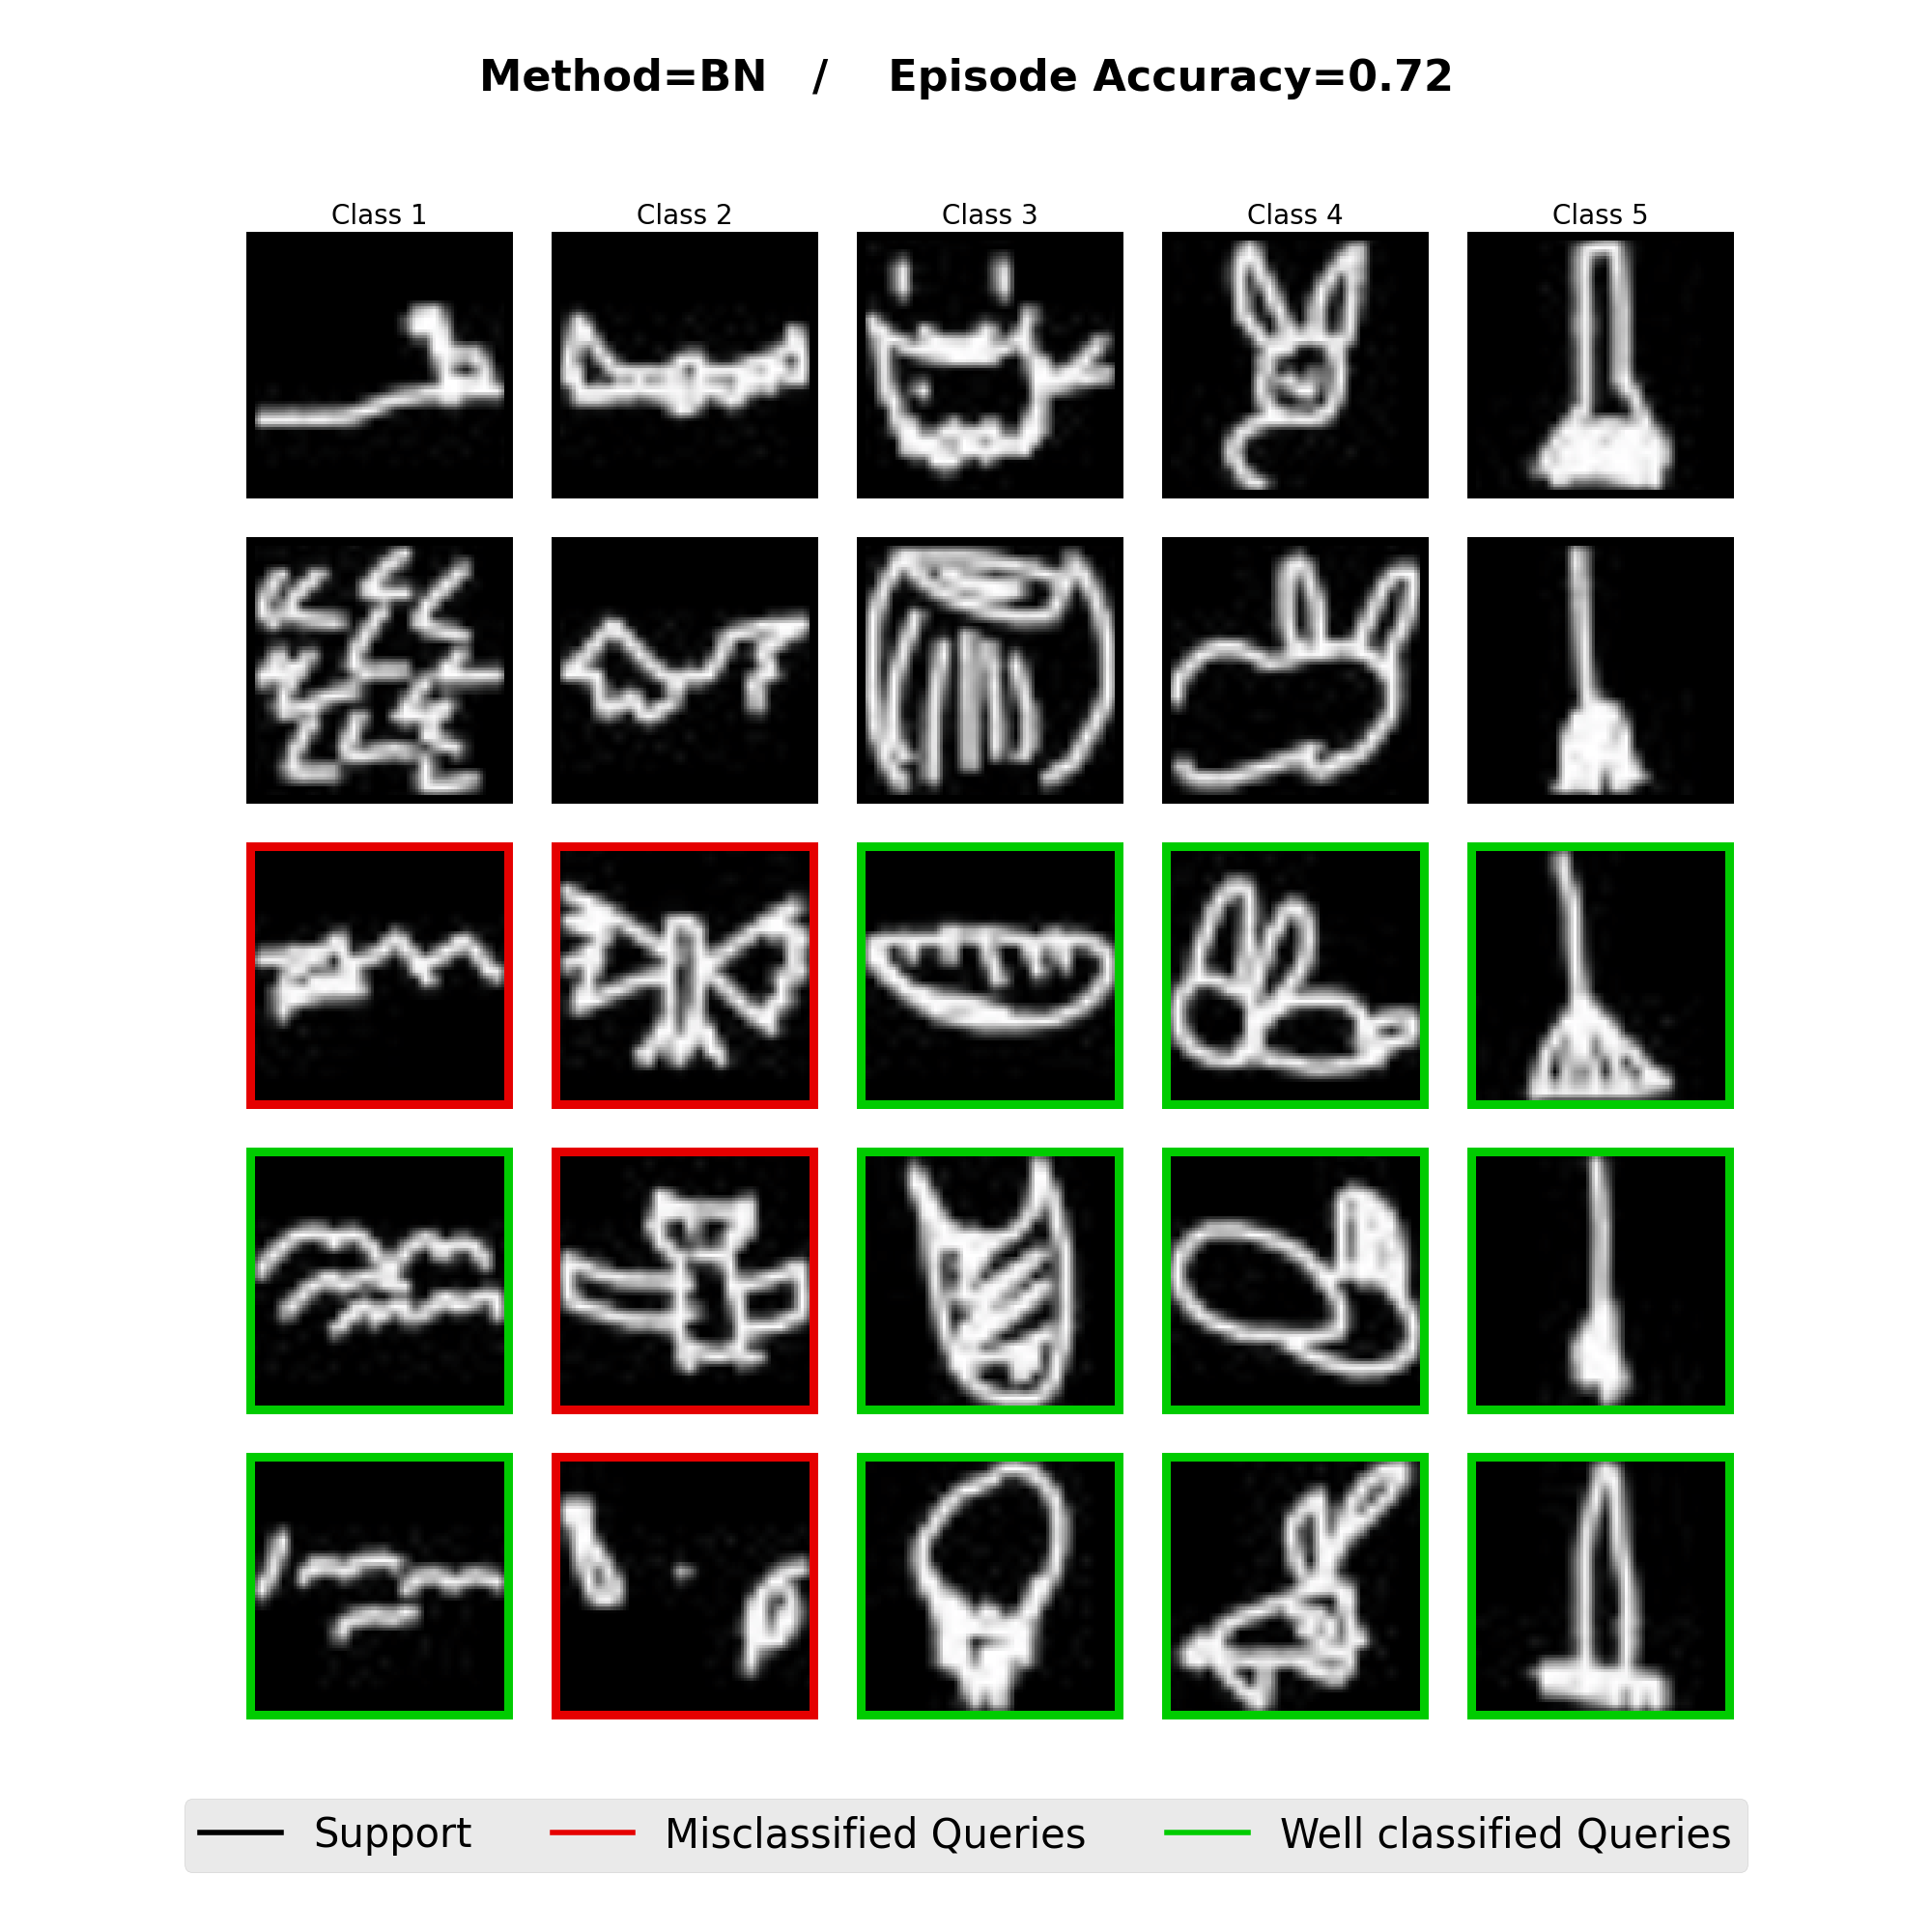 Method=BN / Episode Accuracy=0.72
Class 1 Class 2 Class 3 Class 4 Class 5
Support Misclassified Queries Well classified Queries